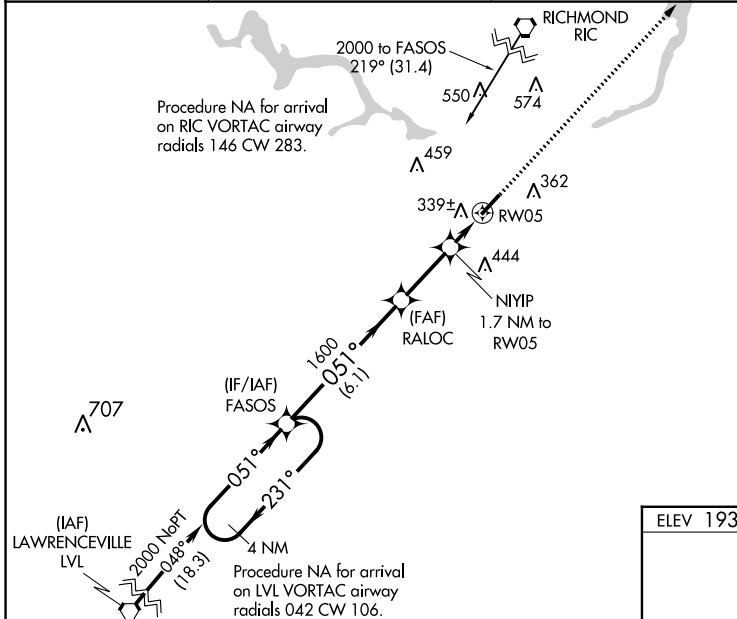 RICHMOND
RIC
2000 to FASOS
219° (31.4)
550
574
Procedure NA for arrival
on RIC VORTAC airway
radials 146 CW 283.
459
362
339±
RW05
444
NIYIP
1.7 NM to
RW05
(FAF)
RALOC
1600
051°
(6.1)
(IF/IAF)
FASOS
707
051°
231°
(IAF)
LAWRENCEVILLE
LVL
2000 NoPT
048°
(18.3)
4 NM
Procedure NA for arrival
on LVL VORTAC airway
radials 042 CW 106.
ELEV 193